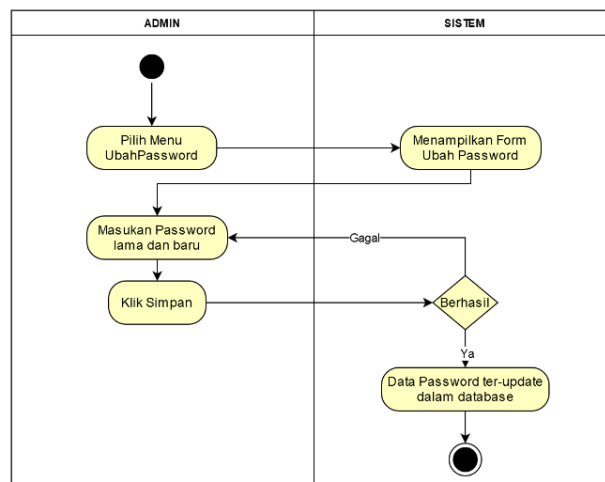 ADMIN
SISTEM
Pilih Menu
UbahPassword
Menampilkan Form
Ubah Password
Masukan Password
lama dan baru
Gagal
Klik Simpan
Berhasil
Ya
Data Password ter-update
dalam database